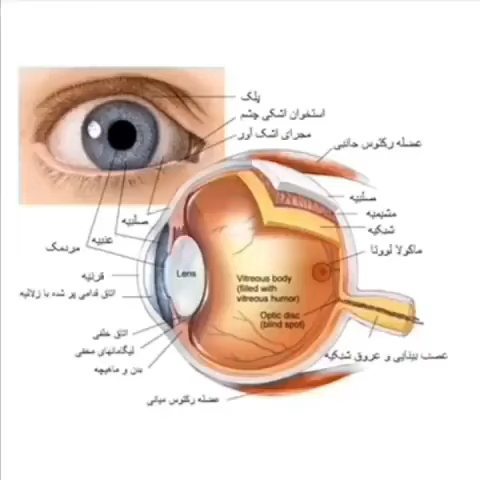 پلک
استخوان اشکی چشم
مجرای اشک آور
عضله رکتوس جانبی
صلبیه
مشیمیه
شبکیه
ماکولا لووتا
صلبیه
عنبیه
مردمک
قرنیه
اتاق قدامی پر شده با زلالیه
Lens
Vitreous body
(filled with
vitreous humor)
Optic disc
(blind spot)
اتاق خلفی
لیگامانهای محفی
بدن و ماهیچه
عصب بینایی و عروق شبکیه
عضله رکتوس میانی